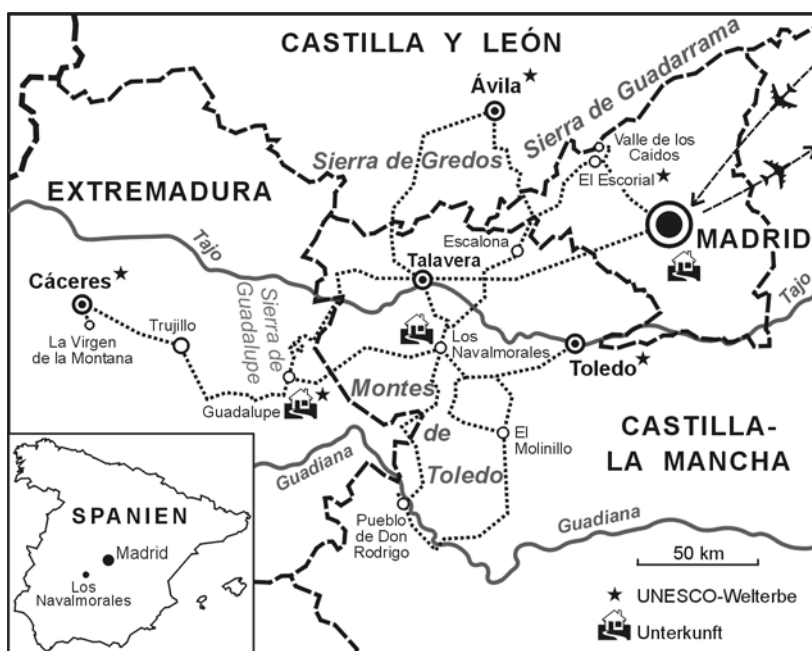 CASTILLA Y LEÓN
Ávila
Sierra de Guadarrama
Sierra de Gredos
Valle de los
Caidos
El Escorial
EXTREMADURA
MADRID
Escalona
Tajo
Talavera
Tajo
Cáceres
Sierra de
Guadalupe
La Virgen
de la Montana
Trujillo
Los
Navalmorales
Toledo
Guadalupe
Montes
de
Toledo
El
Molinillo
CASTILLA-
LA MANCHA
Guadiana
Pueblo
de Don
Rodrigo
Guadiana
SPANIEN
Madrid
Los
Navalmorales
50 km
UNESCO-Welterbe
Unterkunft